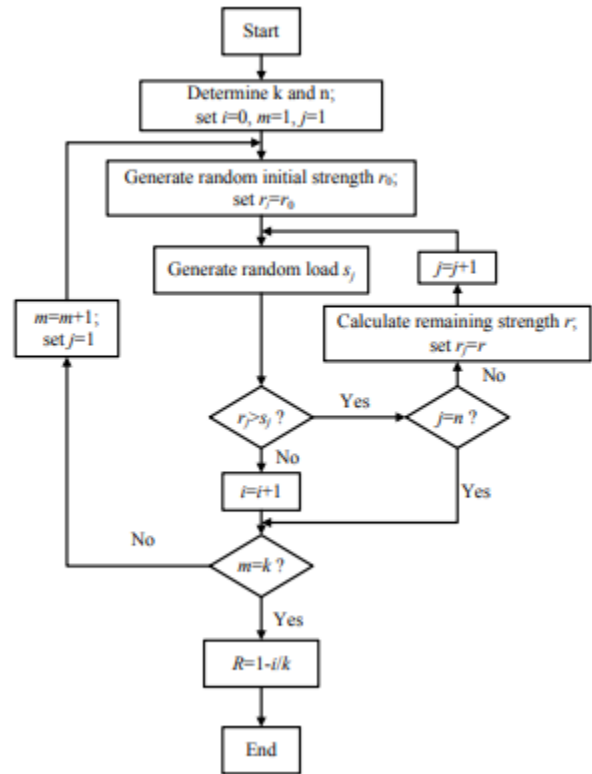 Start
Determine k and n;
set i=0, m=1, j=1
Generate random initial strength r₀;
set rⱼ=r₀
Generate random load sⱼ
j=j+1
m=m+1;
set j=1
Calculate remaining strength r;
set rⱼ=r
No
rⱼ>sⱼ ?
Yes
j=n ?
No
i=i+1
Yes
No
m=k ?
Yes
R=1-i/k
End